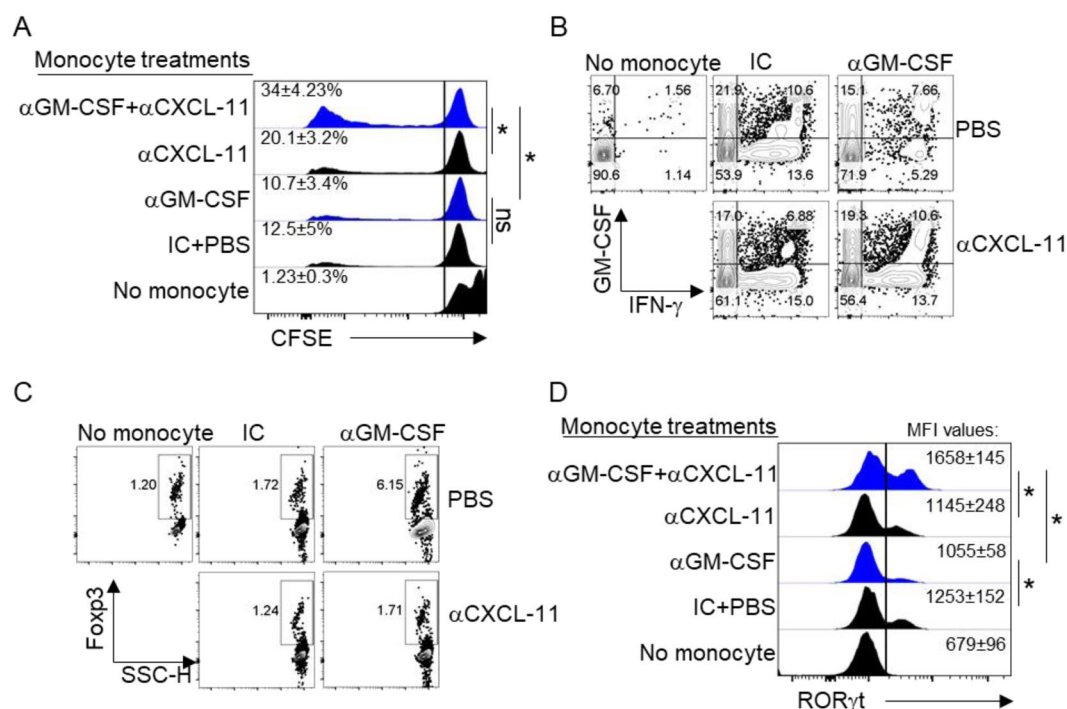 A
Monocyte treatments
αGM-CSF+αCXCL-11
34±4.23%
αCXCL-11
20.1±3.2%
αGM-CSF
10.7±3.4%
IC+PBS
12.5±5%
No monocyte
1.23±0.3%
*
*
ns
CFSE
B
No monocyte IC αGM-CSF
6.70 1.56 21.9 10.6 15.1 7.66
PBS
90.6 1.14 53.9 13.6 71.9 5.29
17.0 6.88 19.3 10.6
αCXCL-11
61.1 15.0 56.4 13.7
GM-CSF
IFN-γ
C
No monocyte IC αGM-CSF
1.20 1.72 6.15 PBS
1.24 1.71 αCXCL-11
Foxp3
SSC-H
D
Monocyte treatments MFI values:
αGM-CSF+αCXCL-11
1658±145
αCXCL-11
1145±248
αGM-CSF
1055±58
IC+PBS
1253±152
No monocyte
679±96
*
*
*
RORγt